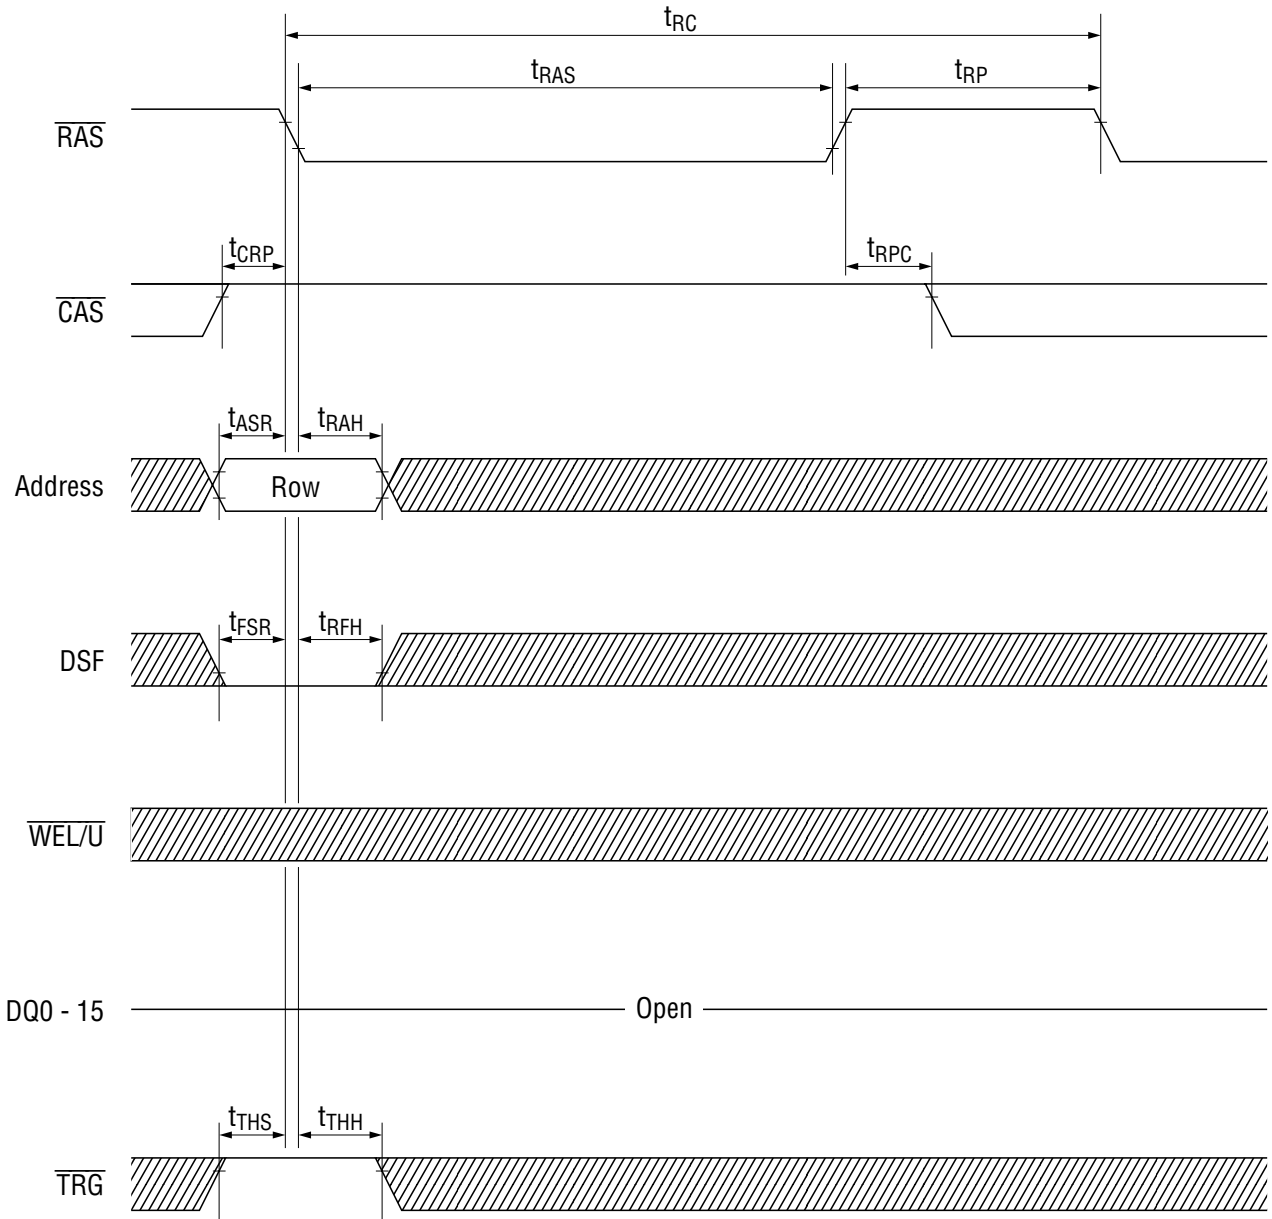 tRC
tRAS
tRP
RAS
tCRP
tRPC
CAS
tASR
tRAH
Address
Row
tFSR
tRFH
DSF
WEL/U
DQ0 - 15
Open
tTHS
tTHH
TRG